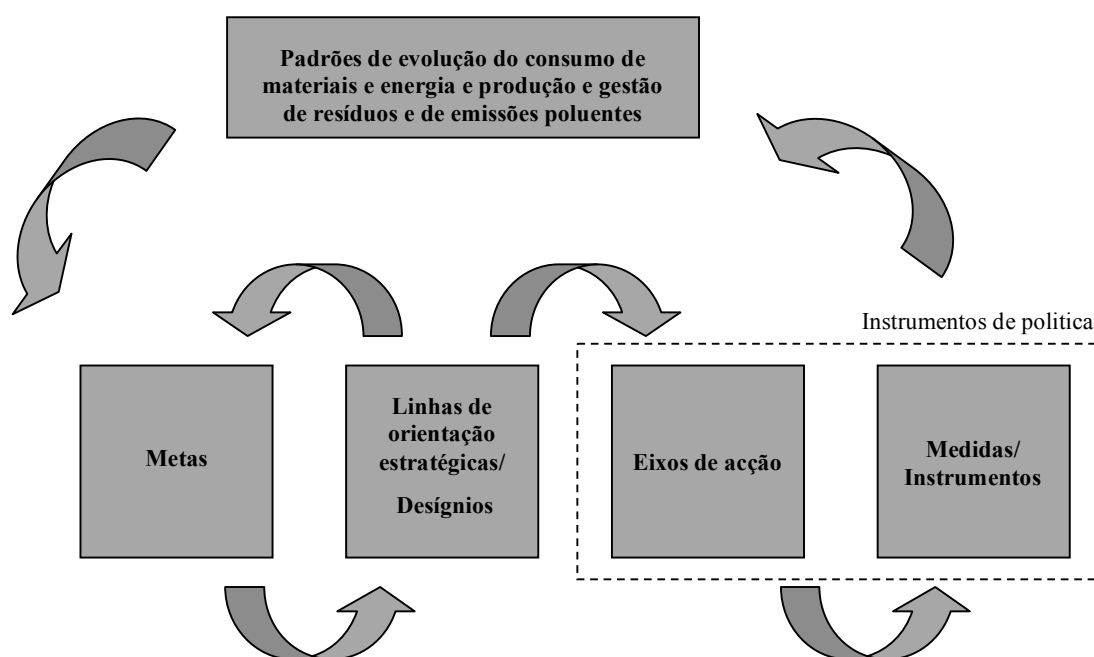 Padrões de evolução do consumo de
materiais e energia e produção e gestão
de resíduos e de emissões poluentes
Instrumentos de politica
Metas
Linhas de
orientação
estratégicas/
Desígnios
Eixos de acção
Medidas/
Instrumentos